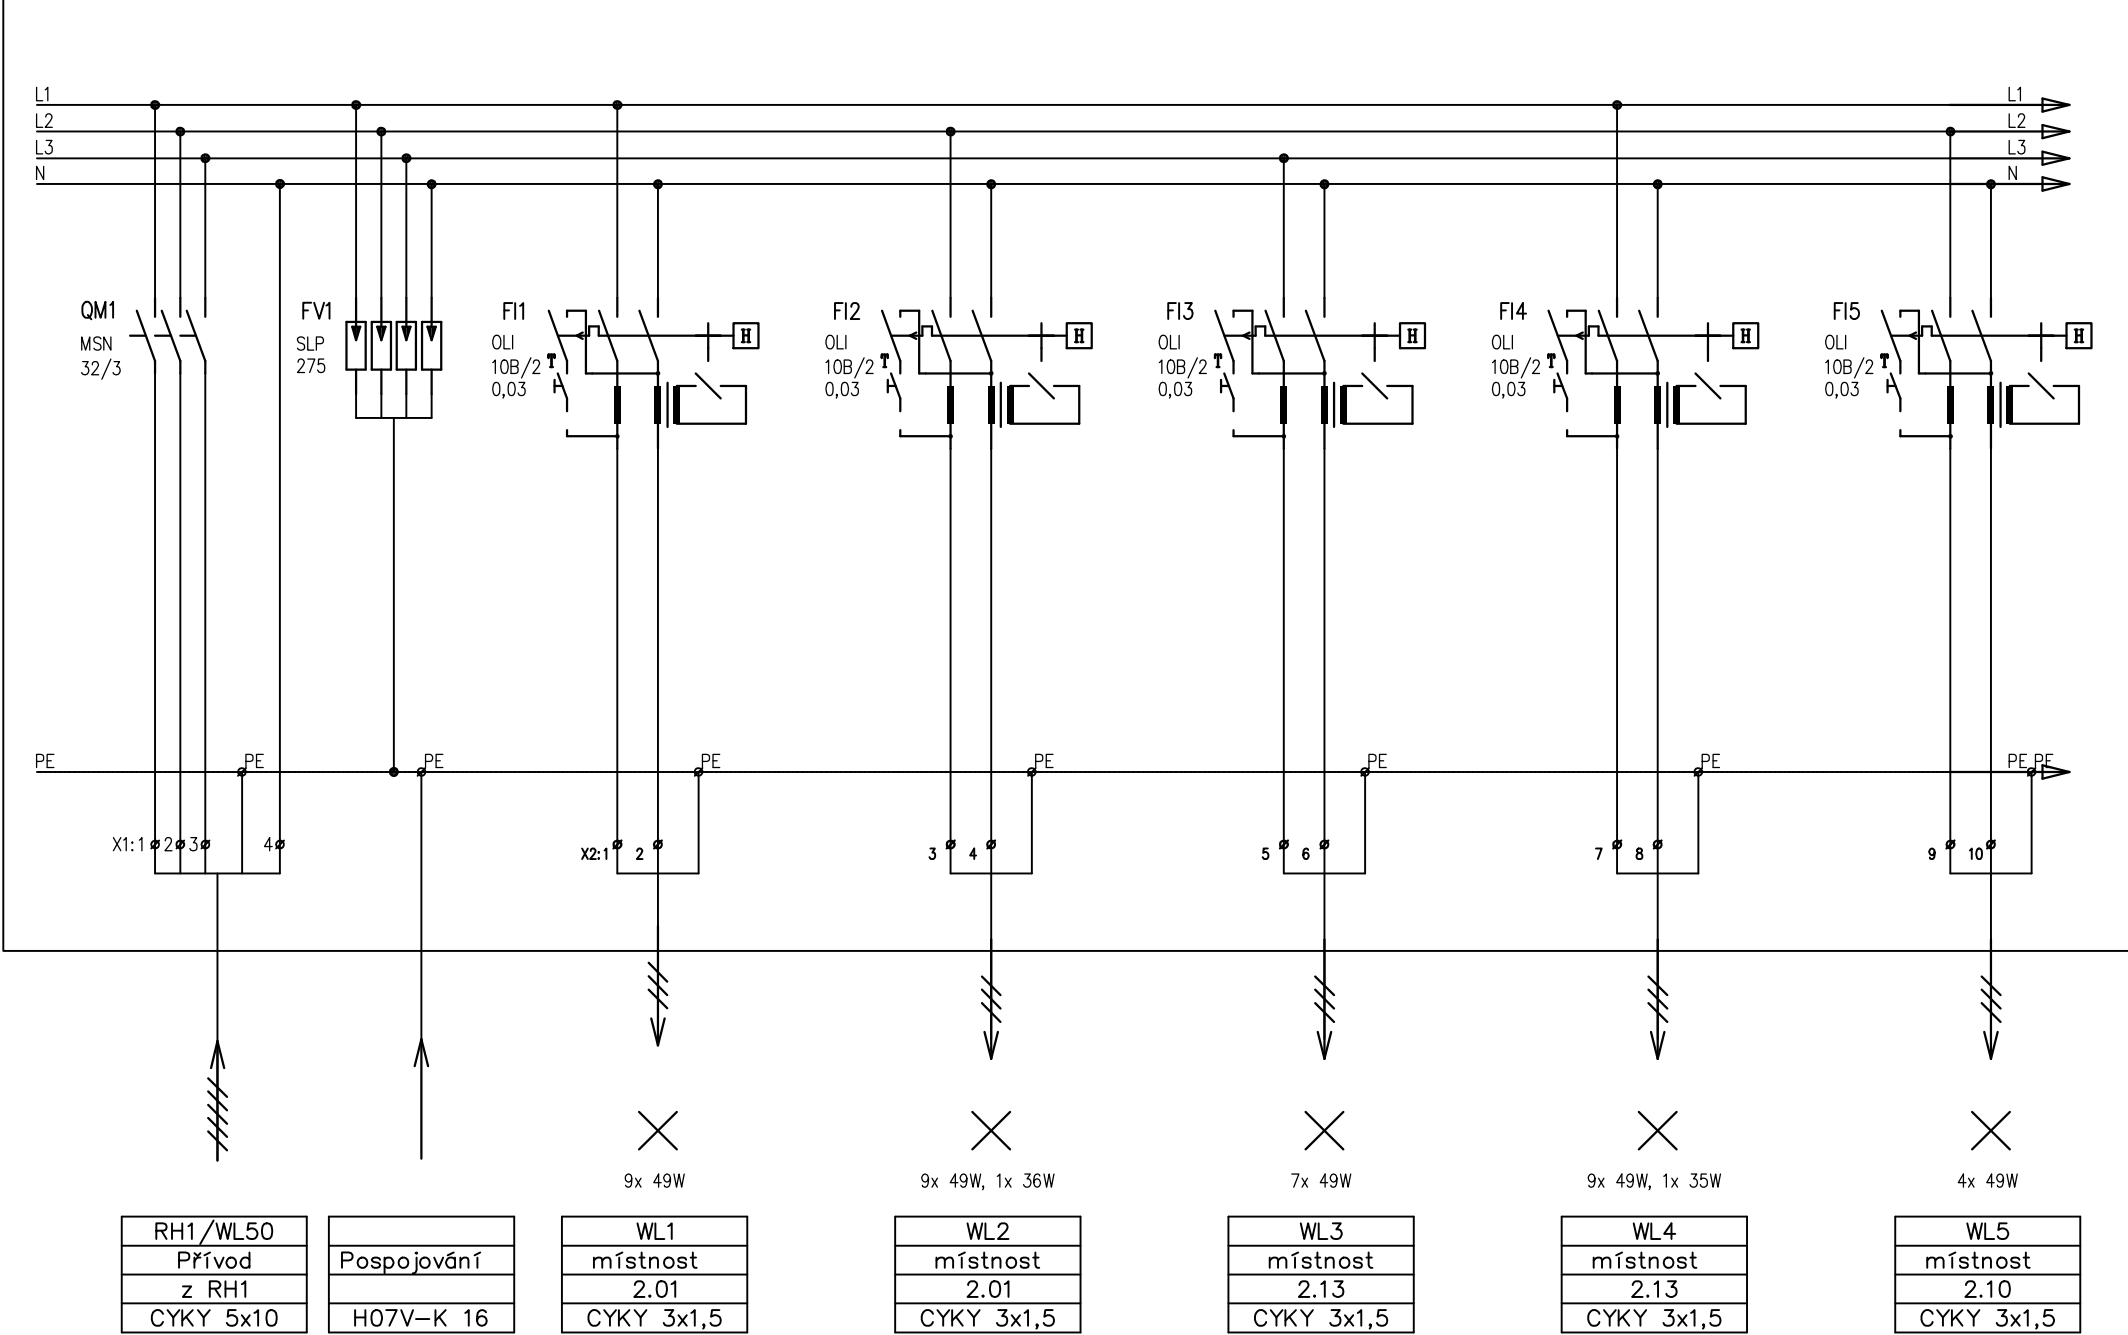 L1 L1
L2 L2
L3 L3
N N
QM1 FV1 FI1 FI2 FI3 FI4 FI5
MSN SLP OLI H OLI H OLI H OLI H OLI H
32/3 275 10B/2 T 10B/2 T 10B/2 T 10B/2 T 10B/2 T
0,03 0,03 0,03 0,03 0,03
PE PE PE PE PE PE PE PE PE
X1:1 2 3 4 X2:1 2 3 4 5 6 7 8 9 10
9x 49W 9x 49W, 1x 36W 7x 49W 9x 49W, 1x 35W 4x 49W
RH1/WL50 WL1 WL2 WL3 WL4 WL5
Přívod Pospojování místnost místnost místnost místnost místnost
z RH1 2.01 2.01 2.13 2.13 2.10
CYKY 5x10 H07V-K 16 CYKY 3x1,5 CYKY 3x1,5 CYKY 3x1,5 CYKY 3x1,5 CYKY 3x1,5